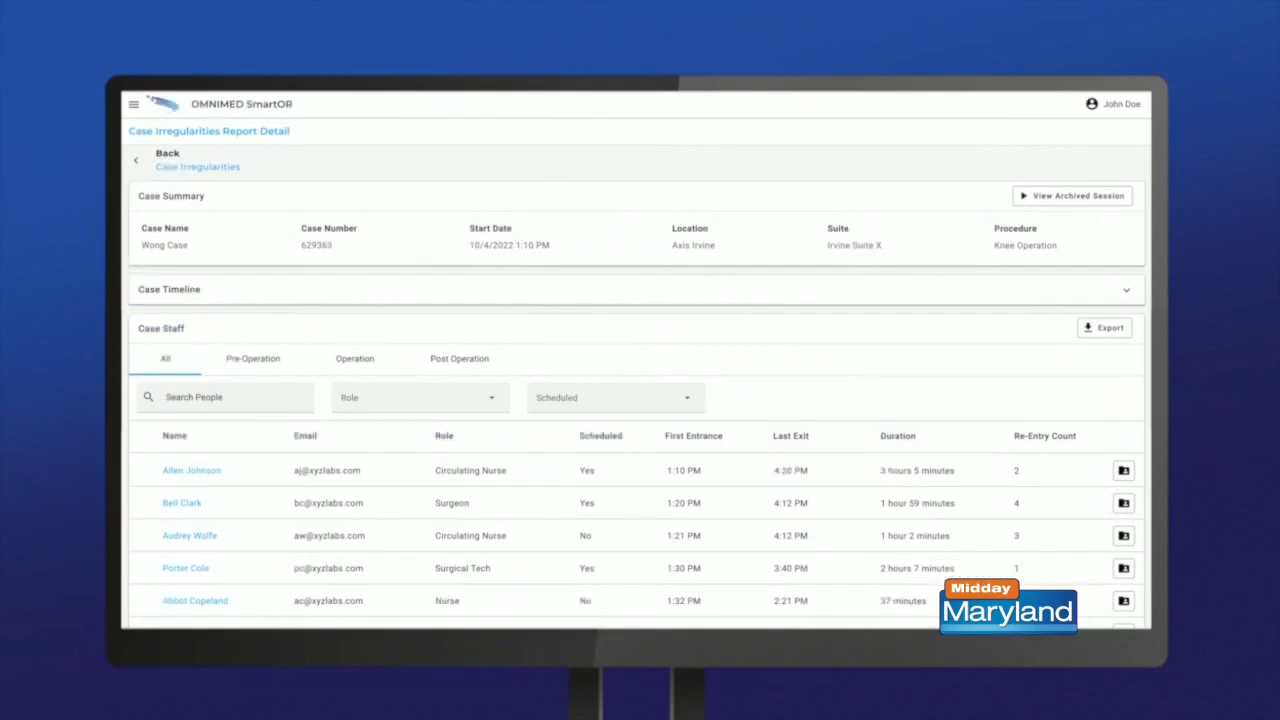 OMNIMED SmartOR
John Doe
Case Irregularities Report Detail
Back
Case Irregularities
Case Summary
View Archived Session
Case Name Case Number Start Date Location Suite Procedure
Wong Case 629363 10/4/2022 1:10 PM Axis Irvine Irvine Suite X Knee Operation
Case Timeline
Case Staff
Export
All Pre-Operation Operation Post Operation
Search People Role Scheduled
Name Email Role Scheduled First Entrance Last Exit Duration Re-Entry Count
Allen Johnson aj@xyzlabs.com Circulating Nurse Yes 1:10 PM 4:20 PM 3 hours 5 minutes 2
Bell Clark bc@xyzlabs.com Surgeon Yes 1:20 PM 4:12 PM 1 hour 59 minutes 4
Audrey Wolfe aw@xyzlabs.com Circulating Nurse No 1:21 PM 4:12 PM 1 hour 2 minutes 3
Porter Cole pc@xyzlabs.com Surgical Tech Yes 1:30 PM 3:40 PM 2 hours 7 minutes 1
Abbot Copeland ac@xyzlabs.com Nurse No 1:32 PM 2:21 PM 37 minutes
Midday
Maryland